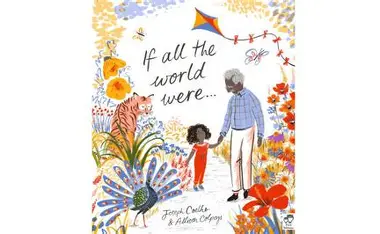 If all the
world
were...
Joseph Coelho
& Allison Colpoys